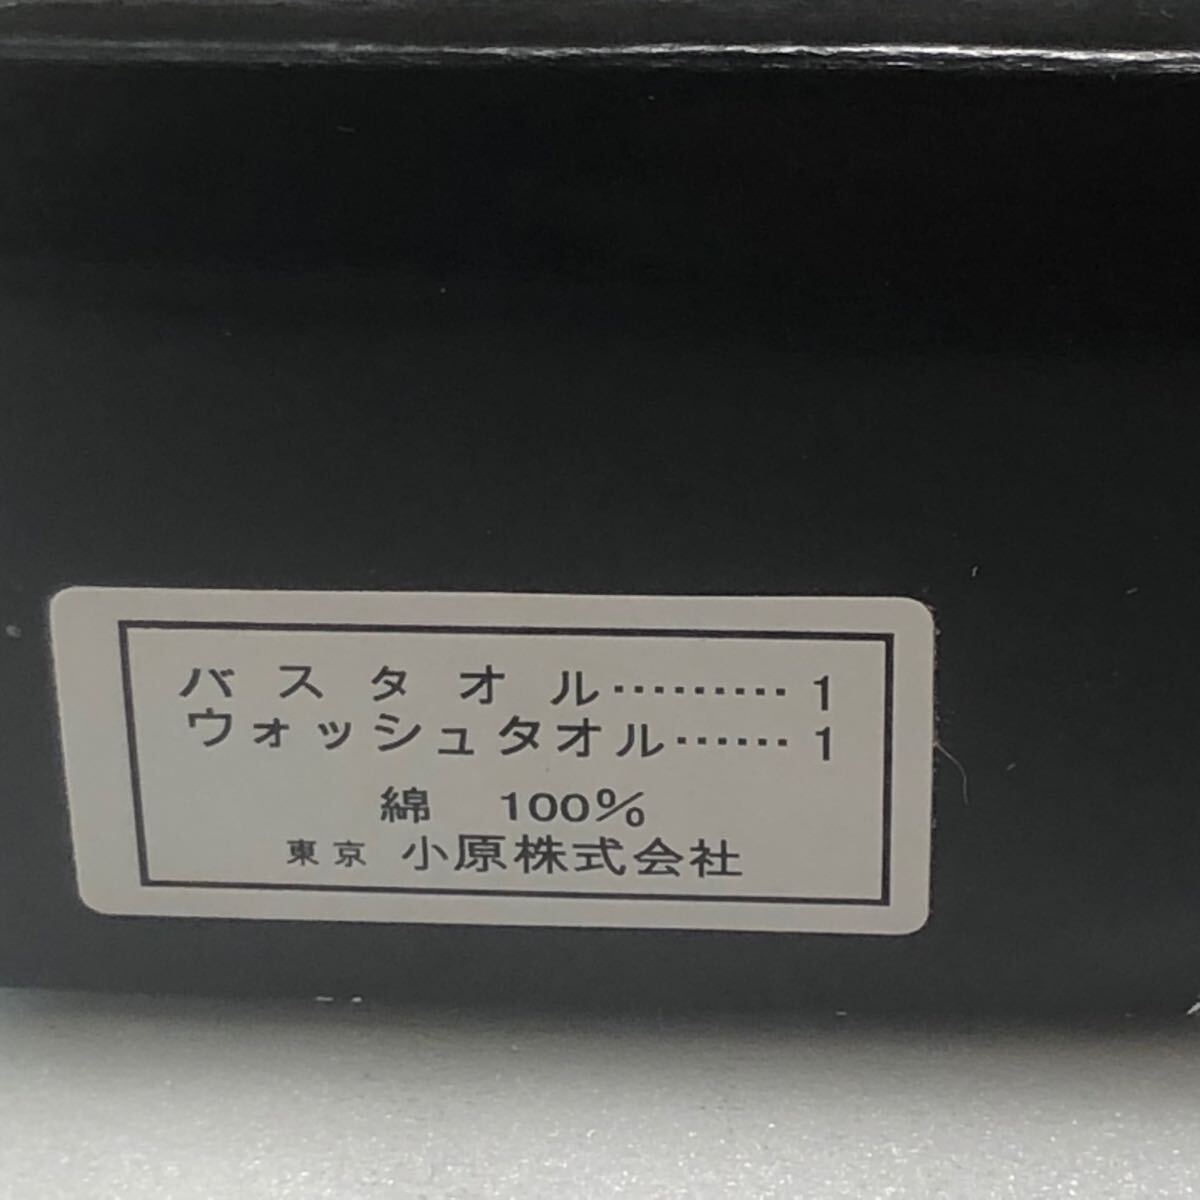 バスタオル………1
ウォッシュタオル……1
綿 100%
東京 小原株式会社